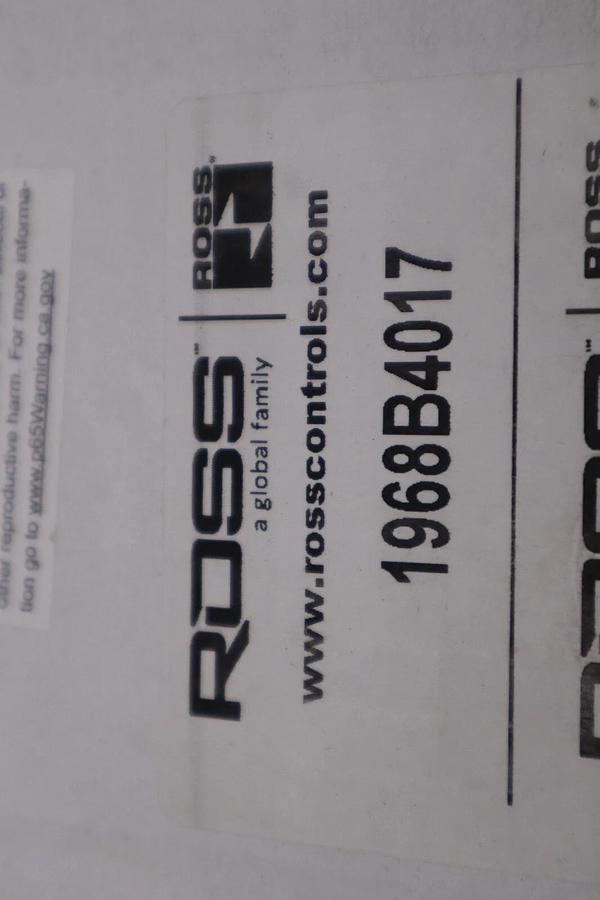 other reproductive harm. For more informa-
tion go to www.p65Warning.ca.gov
ROSS™ | ROSS
a global family
www.rosscontrols.com
1968B4017
ROSS